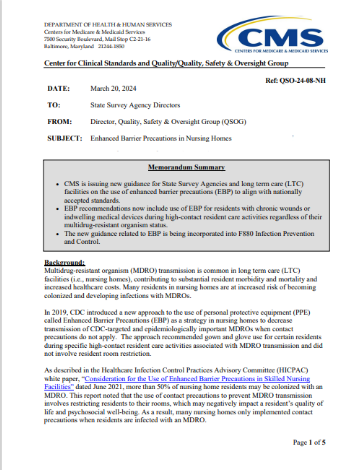 DEPARTMENT OF HEALTH & HUMAN SERVICES
Centers for Medicare & Medicaid Services
7500 Security Boulevard, Mail Stop C2-21-16
Baltimore, Maryland 21244-1850
CMS
CENTERS FOR MEDICARE & MEDICAID SERVICES
Center for Clinical Standards and Quality/Quality, Safety & Oversight Group
Ref: QSO-24-08-NH
DATE: March 20, 2024
TO: State Survey Agency Directors
FROM: Director, Quality, Safety & Oversight Group (QSOG)
SUBJECT: Enhanced Barrier Precautions in Nursing Homes
Memorandum Summary
• CMS is issuing new guidance for State Survey Agencies and long term care (LTC)
facilities on the use of enhanced barrier precautions (EBP) to align with nationally
accepted standards.
• EBP recommendations now include use of EBP for residents with chronic wounds or
indwelling medical devices during high-contact resident care activities regardless of their
multidrug-resistant organism status.
• The new guidance related to EBP is being incorporated into F880 Infection Prevention
and Control.
Background:
Multidrug-resistant organism (MDRO) transmission is common in long term care (LTC)
facilities (i.e., nursing homes), contributing to substantial resident morbidity and mortality and
increased healthcare costs. Many residents in nursing homes are at increased risk of becoming
colonized and developing infections with MDROs.
In 2019, CDC introduced a new approach to the use of personal protective equipment (PPE)
called Enhanced Barrier Precautions (EBP) as a strategy in nursing homes to decrease
transmission of CDC-targeted and epidemiologically important MDROs when contact
precautions do not apply. The approach recommended gown and glove use for certain residents
during specific high-contact resident care activities associated with MDRO transmission and did
not involve resident room restriction.
As described in the Healthcare Infection Control Practices Advisory Committee (HICPAC)
white paper, "Consideration for the Use of Enhanced Barrier Precautions in Skilled Nursing
Facilities" dated June 2021, more than 50% of nursing home residents may be colonized with an
MDRO. This report noted that the use of contact precautions to prevent MDRO transmission
involves restricting residents to their rooms, which may negatively impact a resident's quality of
life and psychosocial well-being. As a result, many nursing homes only implemented contact
precautions when residents are infected with an MDRO.
Page 1 of 5